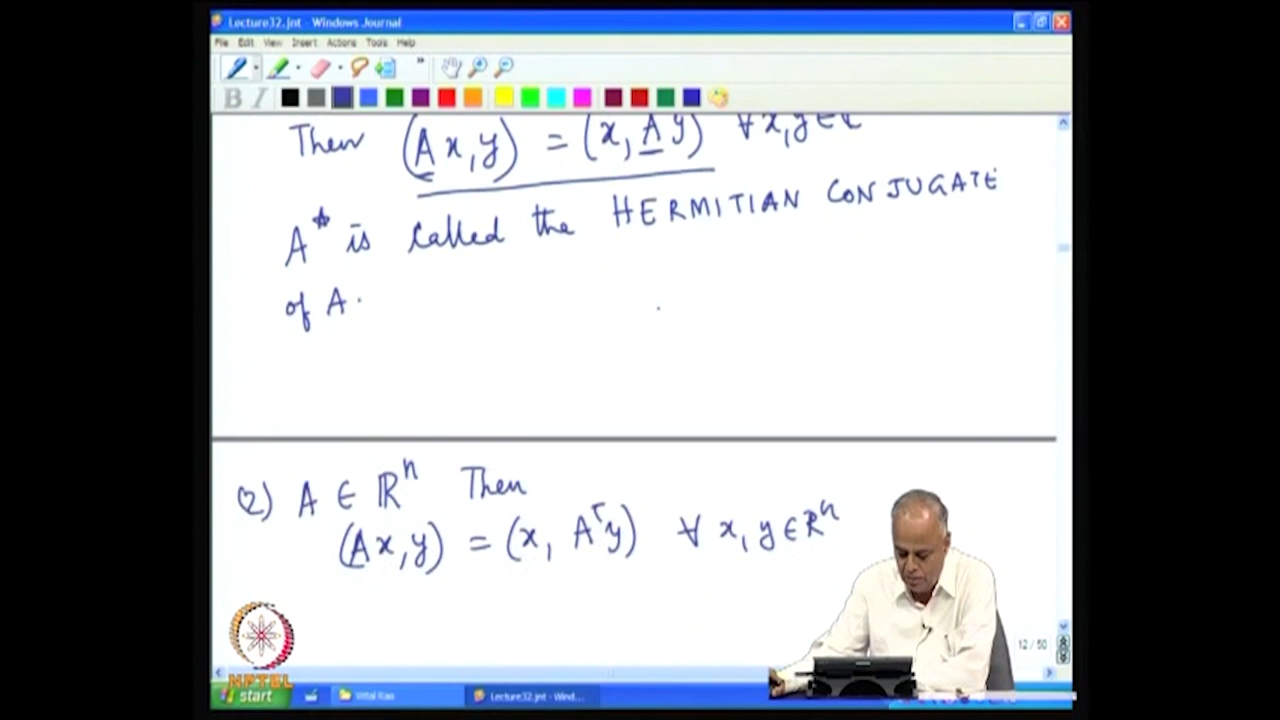 Lecture32.jnt - Windows Journal
File Edit View Insert Actions Tools Help
B I
Then (Ax, y) = (x, Ay) ∀ x, y ∈ C
A* is called the HERMITIAN CONJUGATE
of A.
2) A ∈ ℝⁿ Then
(Ax, y) = (x, Aᵀy) ∀ x, y ∈ ℝⁿ
12 / 50
NPTEL
start
Vittal Rao
Lecture32.jnt - Wind...